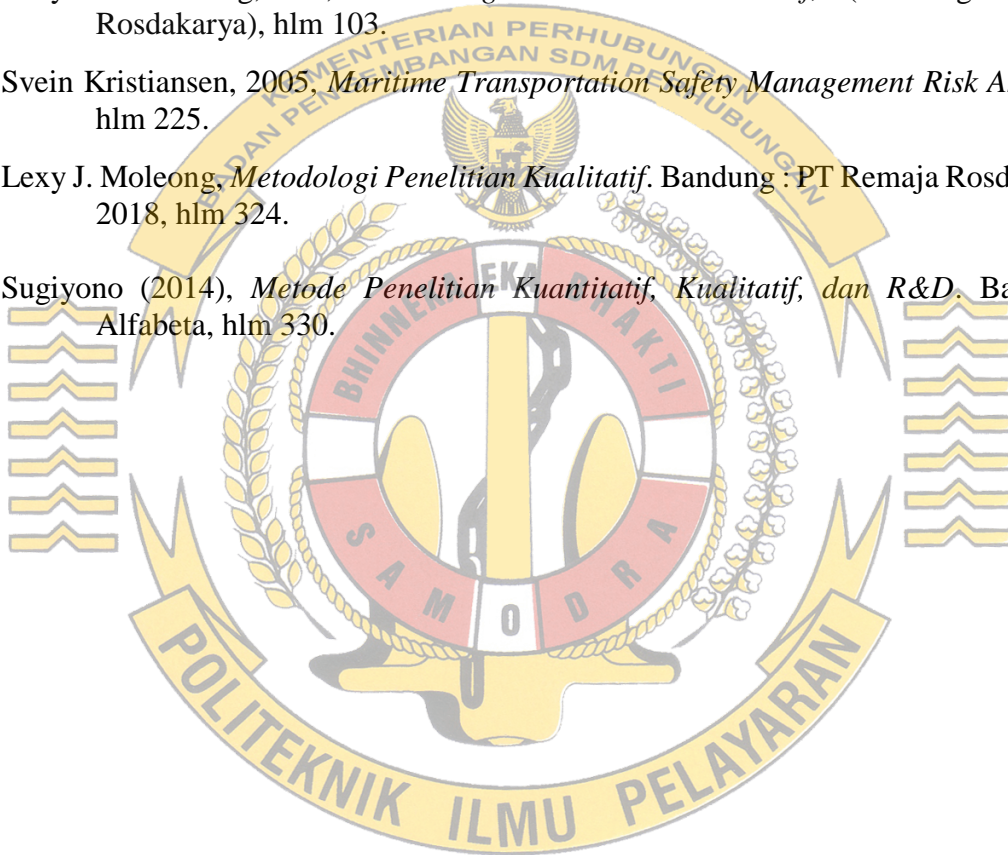 Rosdakarya), hlm 103.
Svein Kristiansen, 2005, Maritime Transportation Safety Management Risk
hlm 225.
Lexy J. Moleong, Metodologi Penelitian Kualitatif. Bandung : PT Remaja
2018, hlm 324.
Sugiyono (2014), Metode Penelitian Kuantitatif, Kualitatif, dan R&D.
Alfabeta, hlm 330.
KEMENTERIAN PERHUBUNGAN
BADAN PENGEMBANGAN SDM PERHUBUNGAN
BHINNEKA EKA BHAKTI
SAMODRA
POLITEKNIK ILMU PELAYARAN